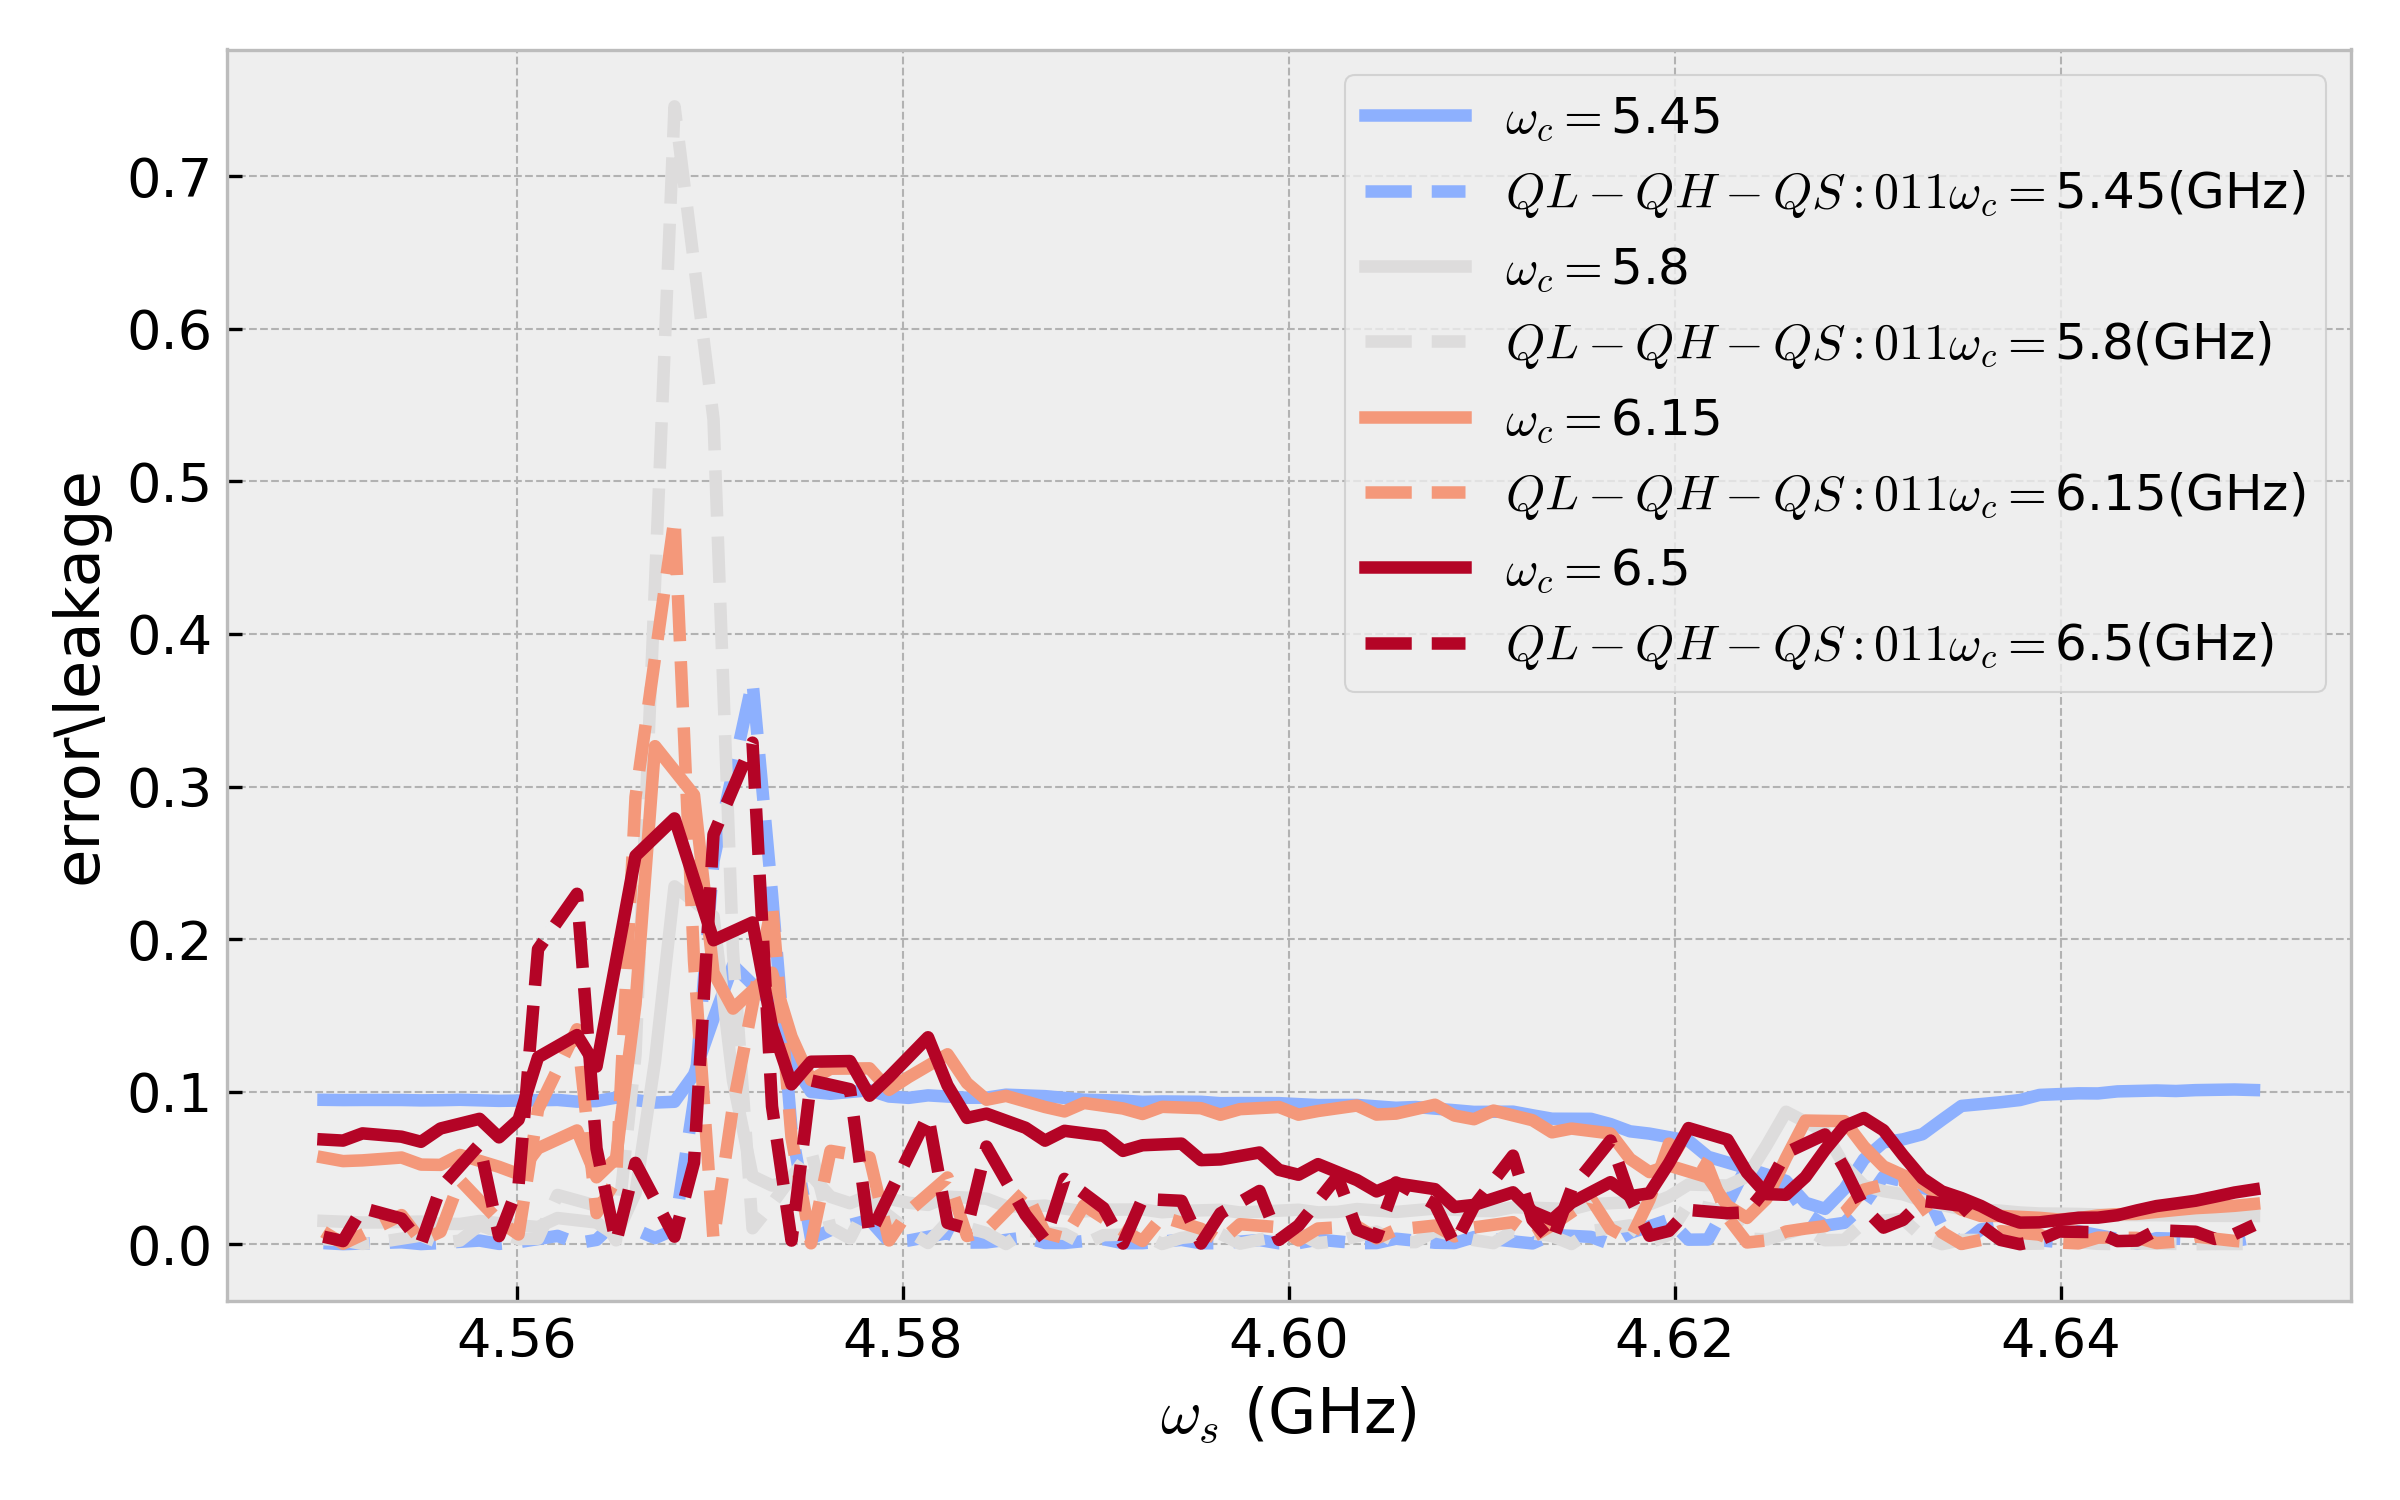 error\leakage
0.7
0.6
0.5
0.4
0.3
0.2
0.1
0.0
4.56 4.58 4.60 4.62 4.64
ω_s (GHz)
ω_c = 5.45
QL − QH − QS : 011ω_c = 5.45(GHz)
ω_c = 5.8
QL − QH − QS : 011ω_c = 5.8(GHz)
ω_c = 6.15
QL − QH − QS : 011ω_c = 6.15(GHz)
ω_c = 6.5
QL − QH − QS : 011ω_c = 6.5(GHz)